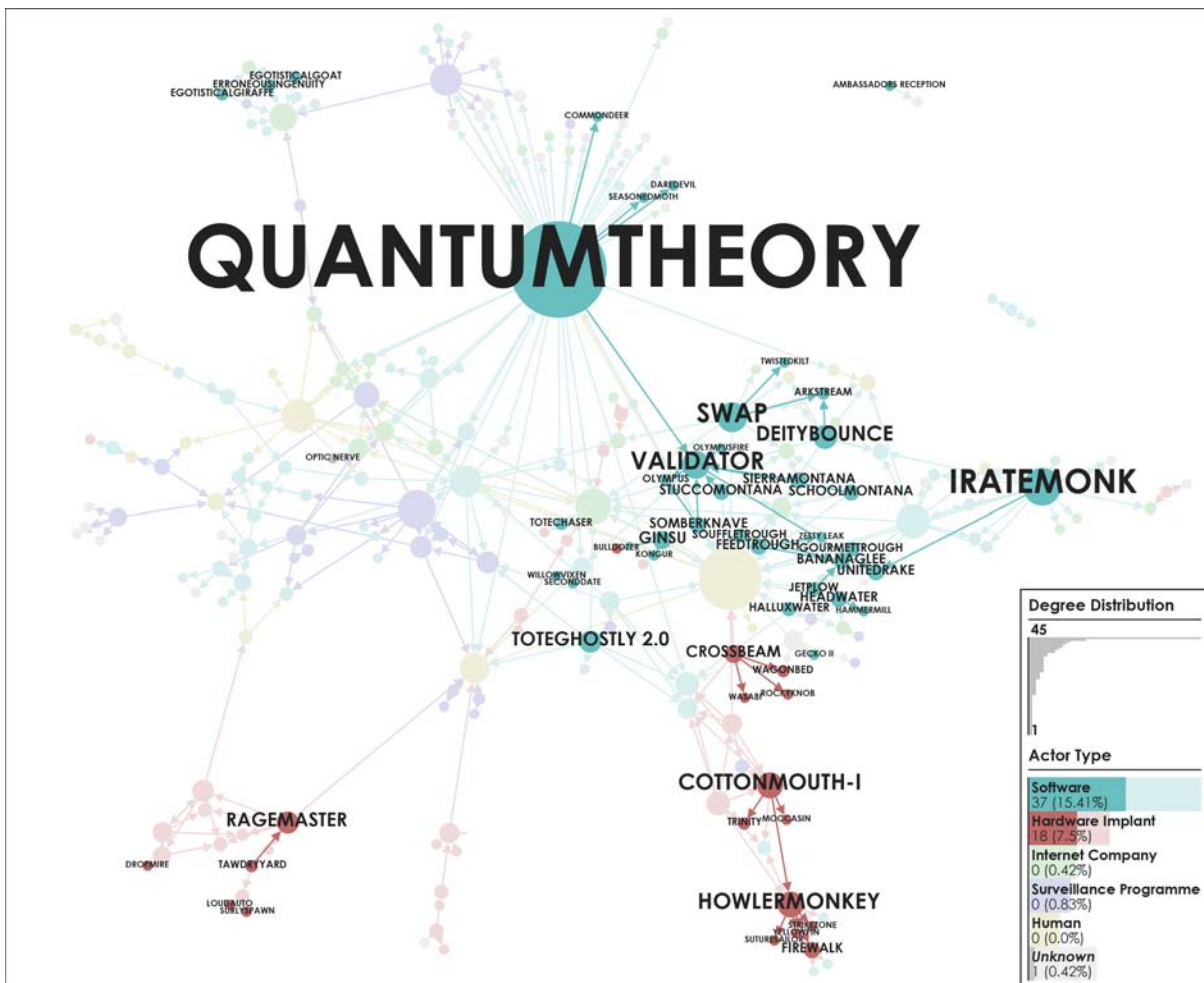 EGOTISTICALGOAT
ERRONEOUSINGENUITY
EGOTISTICALGIRAFFE
AMBASSADORS RECEPTION
COMMONDEER
DAREDEVIL
SEASONEDMOTH
QUANTUMTHEORY
TWISTEDKILT
ARKSTREAM
SWAP
DEITYBOUNCE
OLYMPUSFIRE
OPTIC NERVE
VALIDATOR
IRATEMONK
OLYMPUS
SIERRAMONTANA
STUCCOMONTANA
SCHOOLMONTANA
TOTECHASER
SOMBERKNAVE
SOUFFLETROUGH
ZESTY LEAK
GINSU
FEEDTROUGH
BULLDOZER
GOURMETTROUGH
KONGUR
BANANAGLEE
UNITEDRAKE
WILLOWVIXEN
SECONDDATE
JETPLOW
HEADWATER
HALLUXWATER
HAMMERMILL
TOTEGHOSTLY 2.0
CROSSBEAM
GECKO II
WAGONBED
WATABI
ROCKYKNOB
COTTONMOUTH-I
TRINITY
MOCCASIN
RAGEMASTER
DROPMIRE
TAWDRYYARD
LOUDAUTO
SURLYSPAWN
HOWLERMONKEY
STRIKEZONE
YELLOWPIN
SUTURESAILOR
FIREWALK
Degree Distribution
45
1
Actor Type
Software
37 (15.41%)
Hardware Implant
18 (7.5%)
Internet Company
0 (0.42%)
Surveillance Programme
0 (0.83%)
Human
0 (0.0%)
Unknown
1 (0.42%)